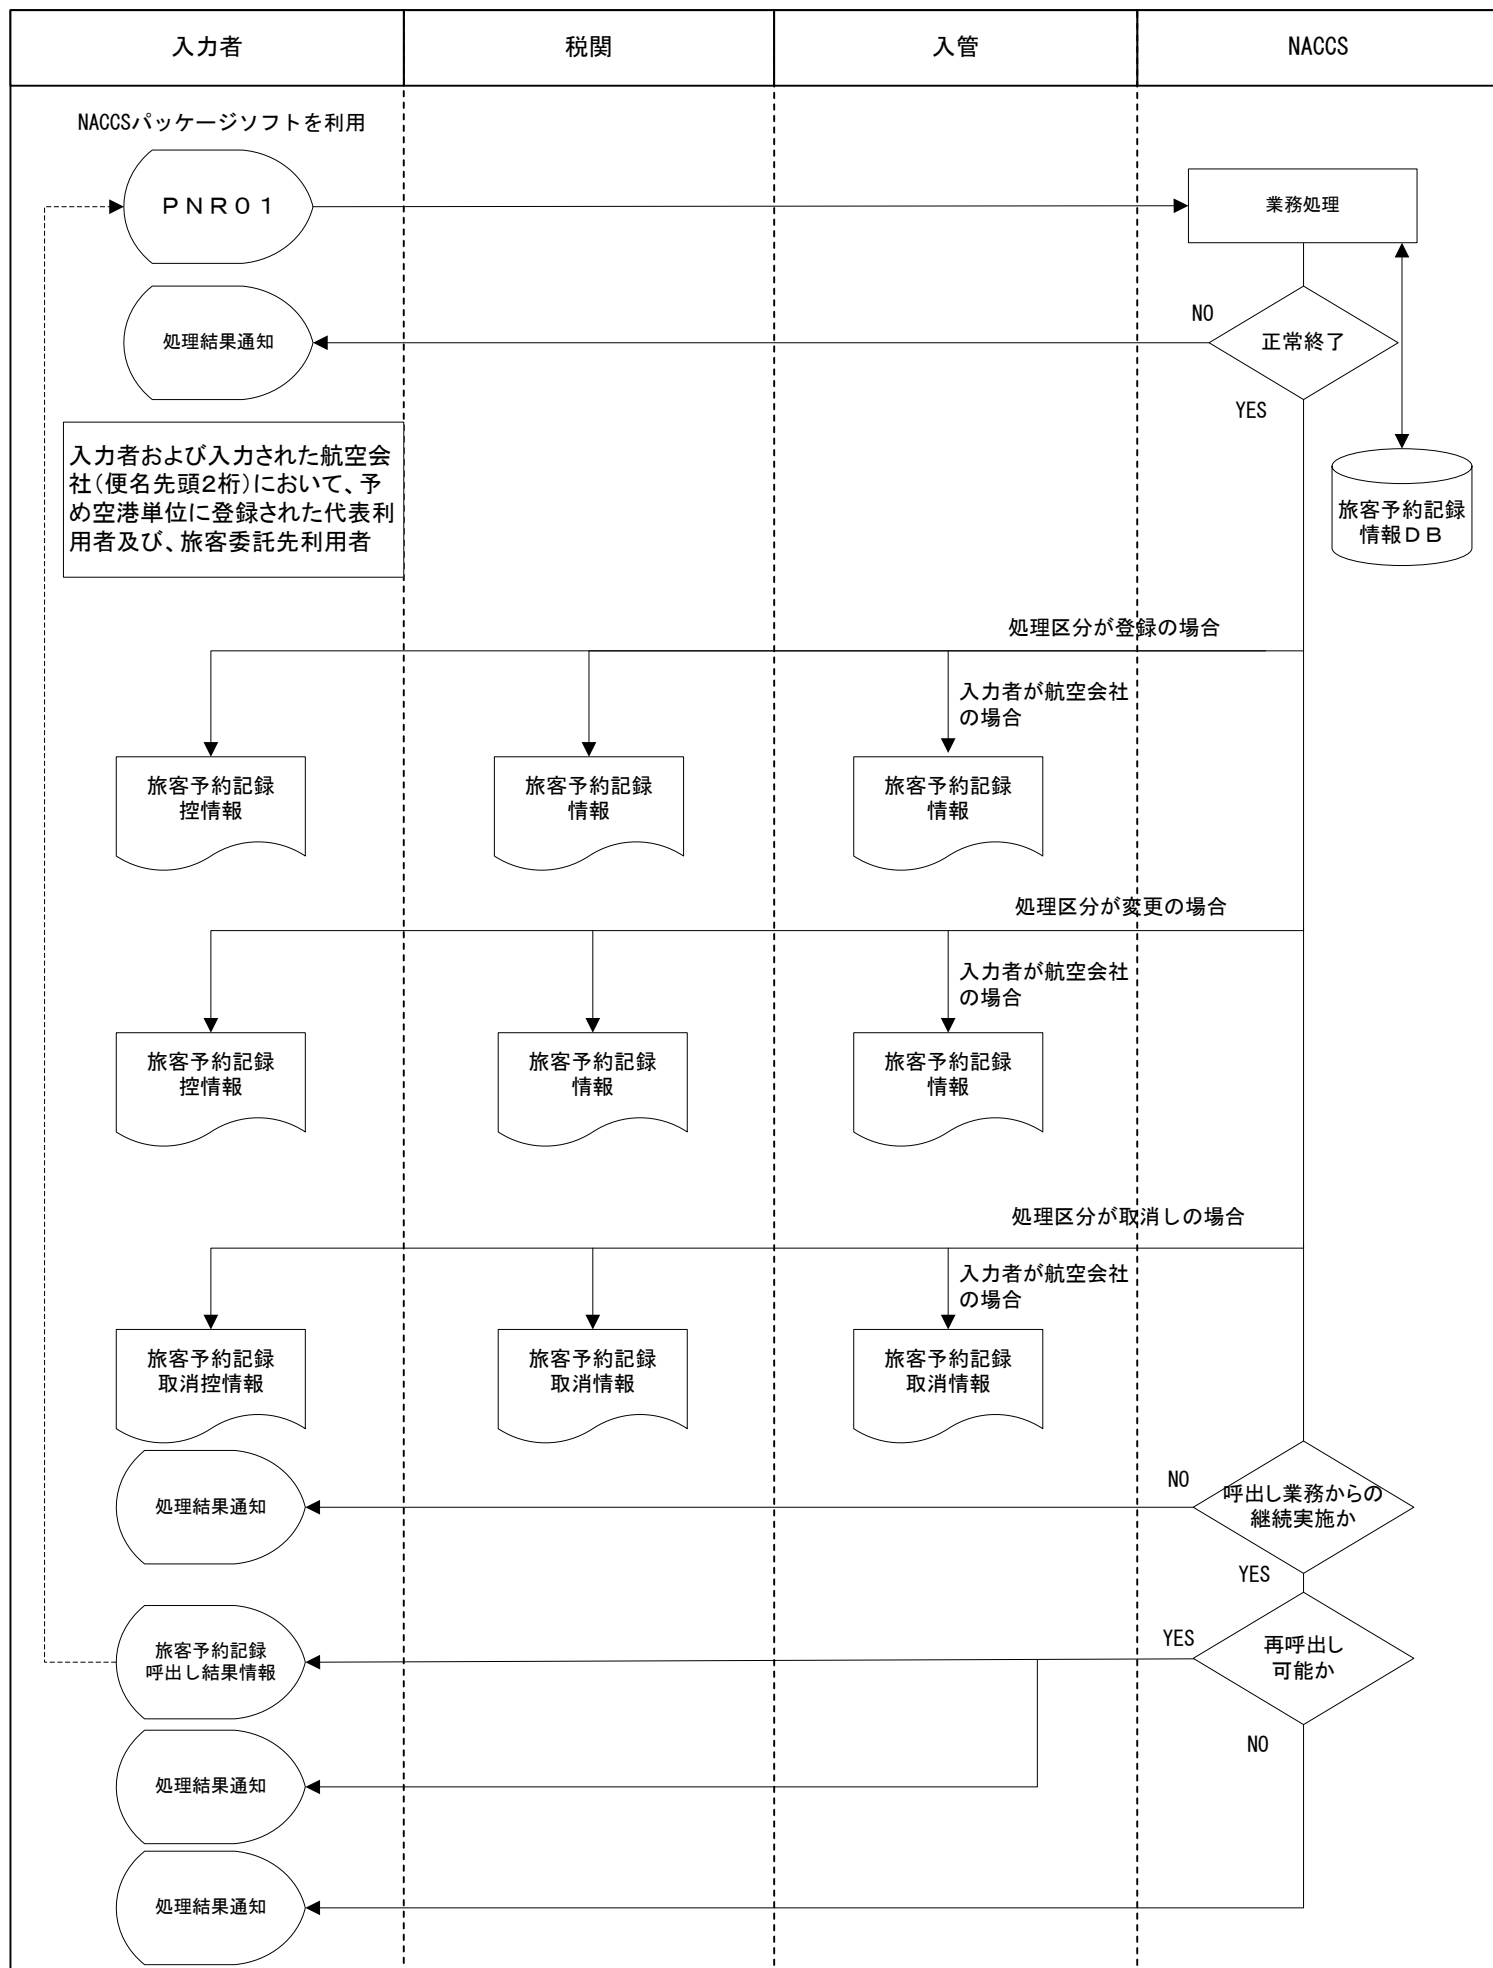 入力者
税関
入管
NACCS
NACCSパッケージソフトを利用
ＰＮＲ０１
業務処理
処理結果通知
NO
正常終了
YES
入力者および入力された航空会
社（便名先頭2桁）において、予
め空港単位に登録された代表利
用者及び、旅客委託先利用者
旅客予約記録
情報ＤＢ
処理区分が登録の場合
入力者が航空会社
の場合
旅客予約記録
控情報
旅客予約記録
情報
旅客予約記録
情報
処理区分が変更の場合
入力者が航空会社
の場合
旅客予約記録
控情報
旅客予約記録
情報
旅客予約記録
情報
処理区分が取消しの場合
入力者が航空会社
の場合
旅客予約記録
取消控情報
旅客予約記録
取消情報
旅客予約記録
取消情報
処理結果通知
NO
呼出し業務からの
継続実施か
YES
旅客予約記録
呼出し結果情報
YES
再呼出し
可能か
NO
処理結果通知
処理結果通知